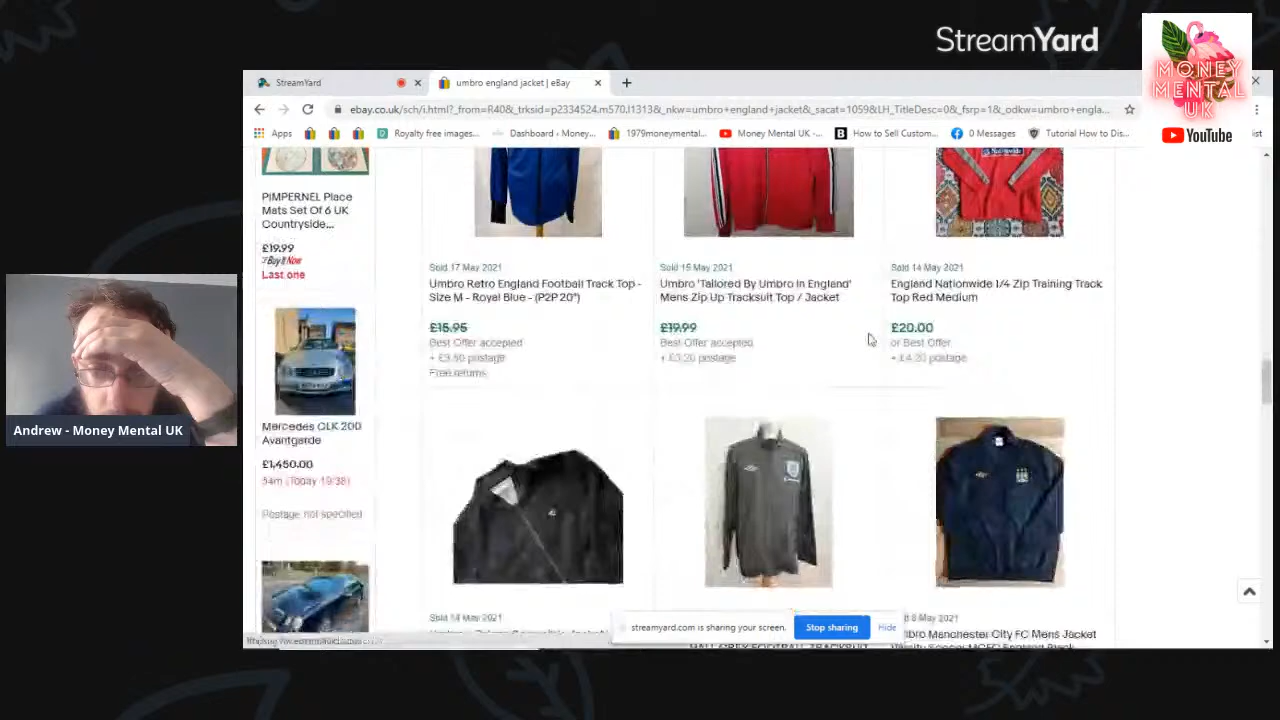 StreamYard
MONEY
MENTAL
UK
YouTube
StreamYard
umbro england jacket | eBay
ebay.co.uk/sch/i.html?_from=R40&_trksid=p2334524.m570.l1313&_nkw=umbro+england+jacket&_sacat=1059&LH_TitleDesc=0&_fsrp=1&_odkw=umbro+engla...
Apps
Royalty free images...
Dashboard ‹ Money...
1979moneymental...
Money Mental UK -...
How to Sell Custom...
0 Messages
Tutorial How to Dis...
list
PIMPERNEL Place
Mats Set Of 6 UK
Countryside...
£19.99
Buy It Now
Last one
Mercedes CLK 200
Avantgarde
£1,450.00
54m (Today 19:38)
Postage not specified
Sold 17 May 2021
Umbro Retro England Football Track Top -
Size M - Royal Blue - (P2P 20")
£15.95
Best Offer accepted
+ £3.50 postage
Free returns
Sold 15 May 2021
Umbro 'Tailored By Umbro In England'
Mens Zip Up Tracksuit Top / Jacket
£19.99
Best Offer accepted
+ £3.20 postage
Nationwide
Sold 14 May 2021
England Nationwide 1/4 Zip Training Track
Top Red Medium
£20.00
or Best Offer
+ £4.20 postage
Sold 14 May 2021
8 May 2021
Manchester City FC Mens Jacket
streamyard.com is sharing your screen.
Stop sharing
Hide
Andrew - Money Mental UK